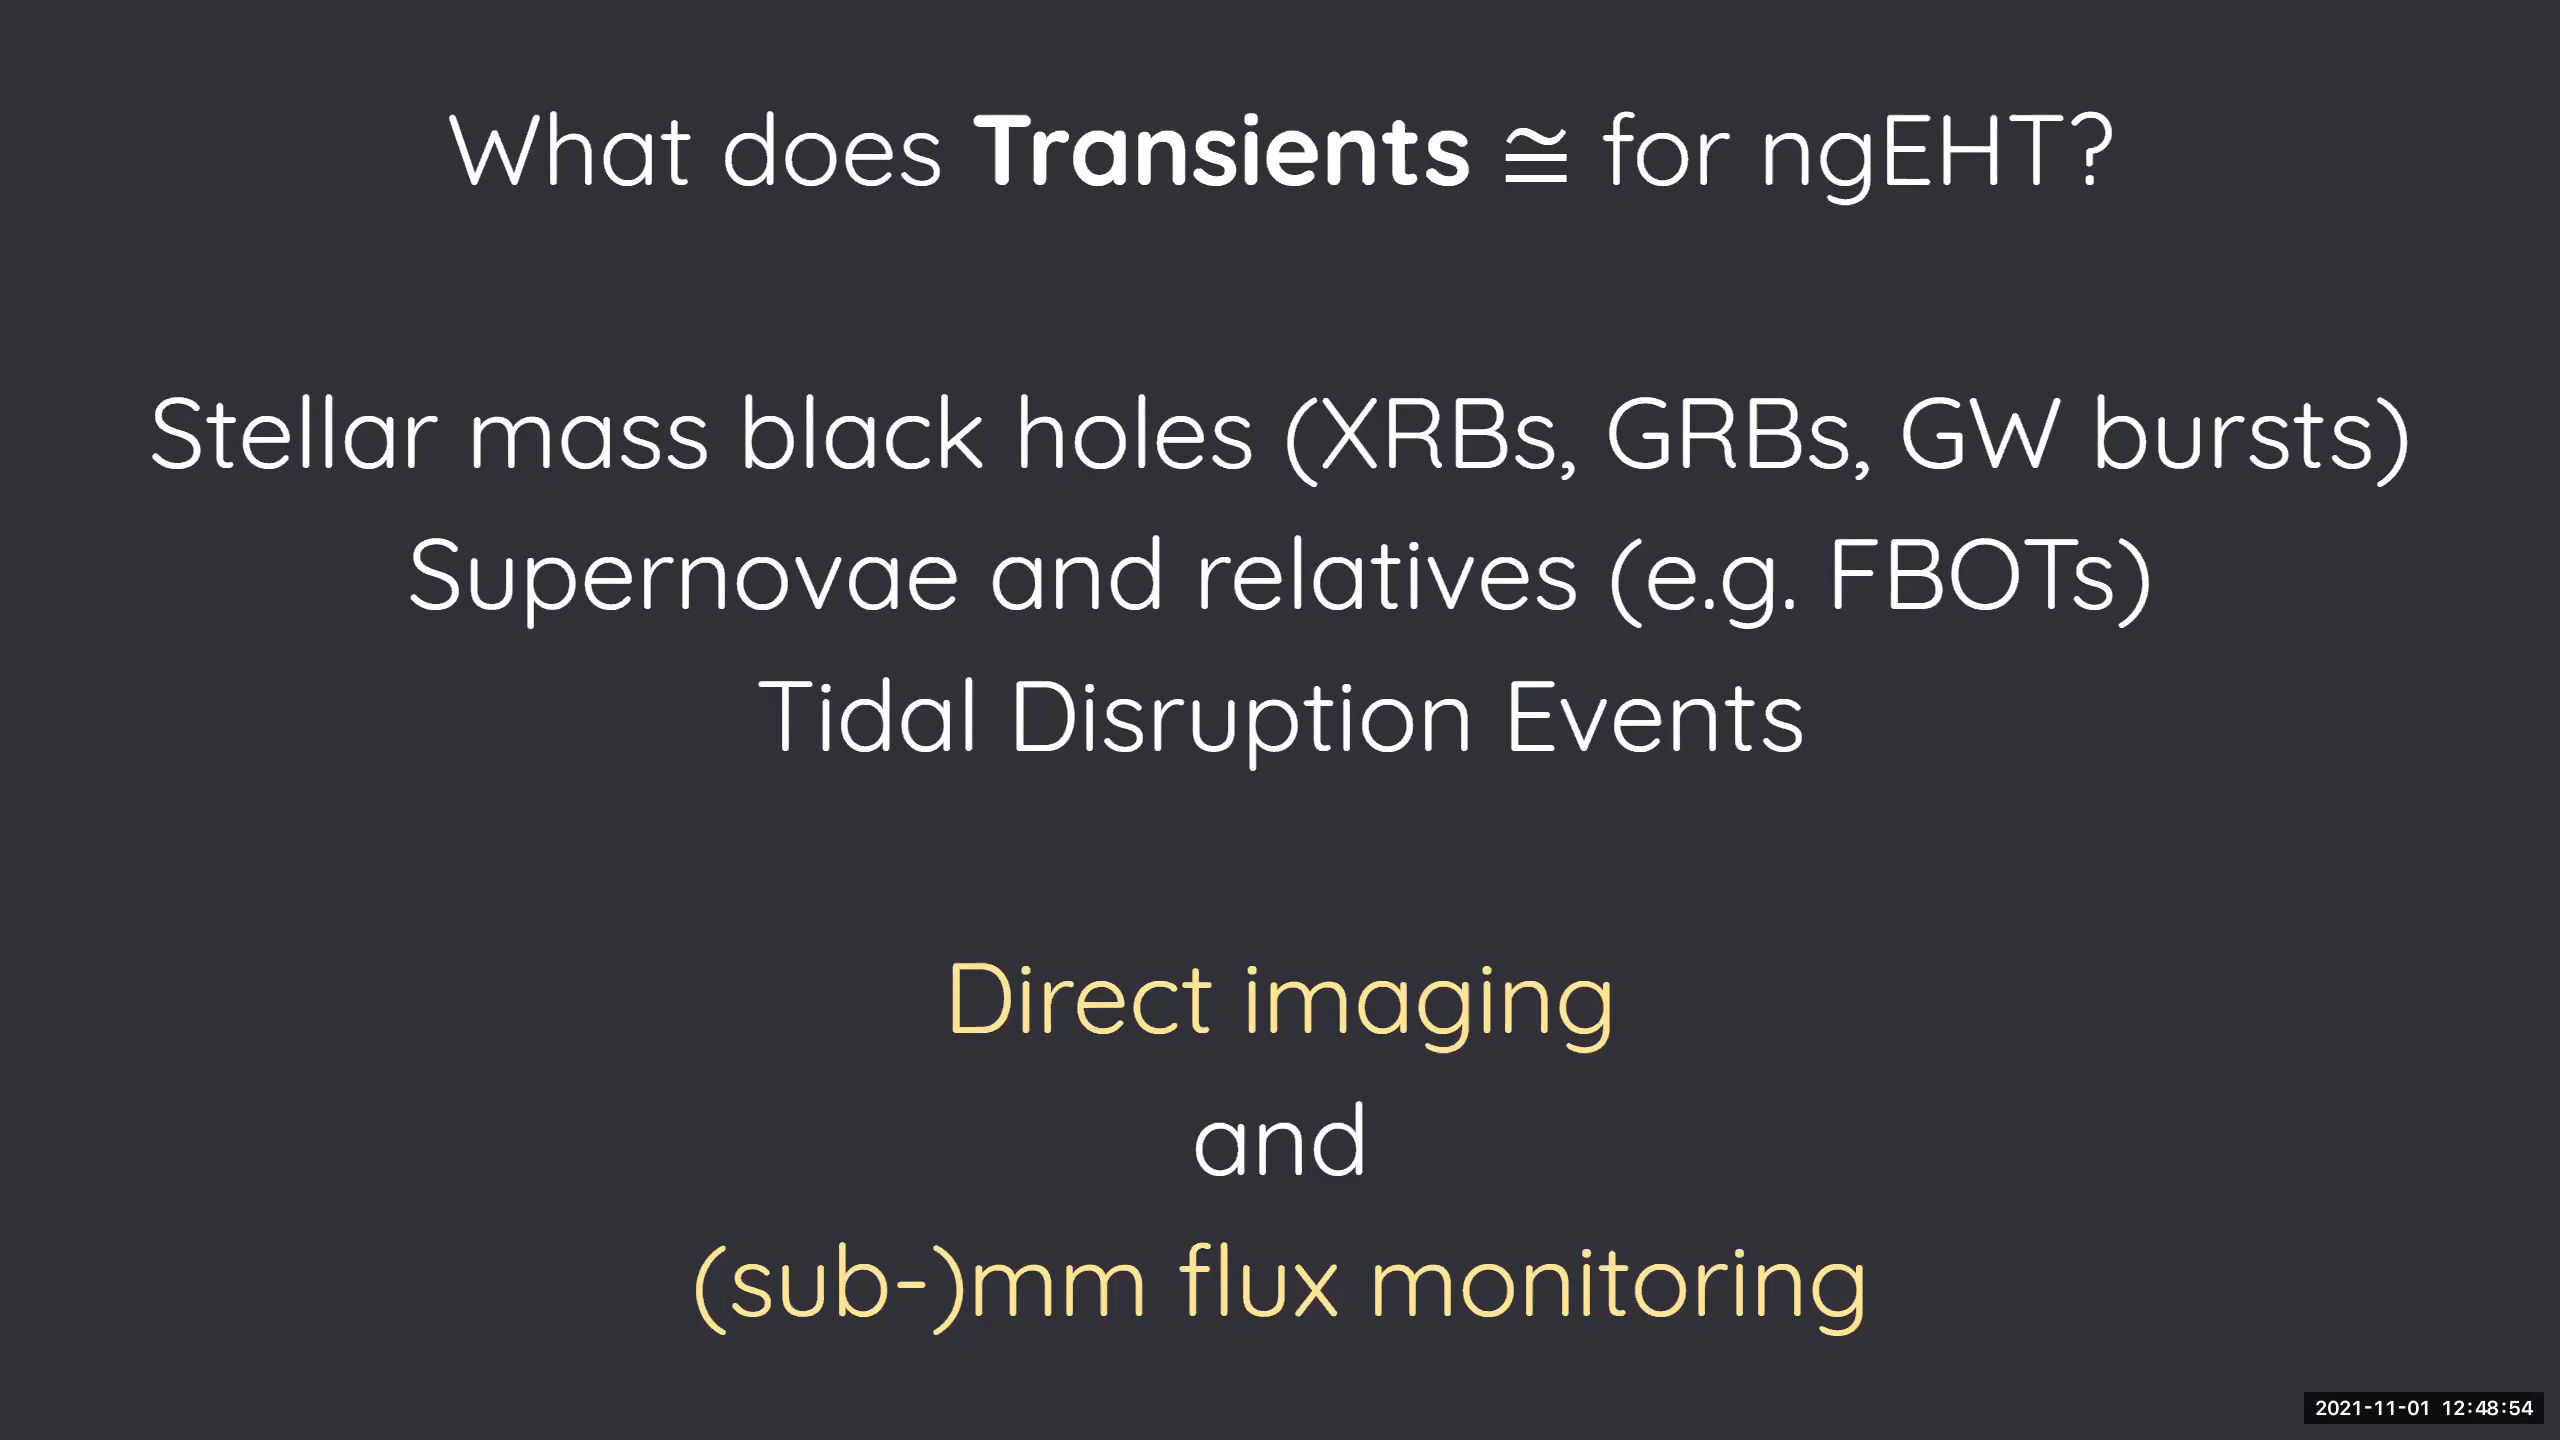 What does Transients ≅ for ngEHT?
Stellar mass black holes (XRBs, GRBs, GW bursts)
Supernovae and relatives (e.g. FBOTs)
Tidal Disruption Events
Direct imaging
and
(sub-)mm flux monitoring
2021-11-01 12:48:54